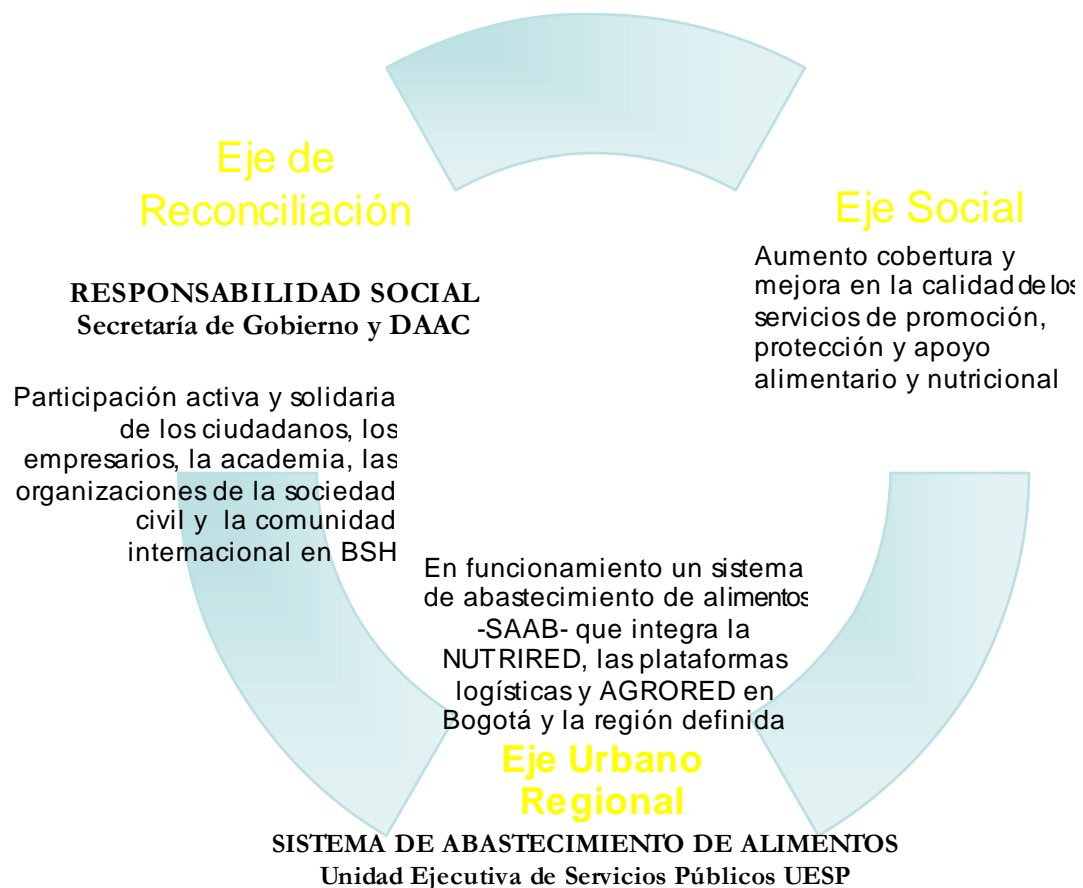 Eje de
Reconciliación
RESPONSABILIDAD SOCIAL
Secretaría de Gobierno y DAAC
Participación activa y solidaria
de los ciudadanos, los
empresarios, la academia, las
organizaciones de la sociedad
civil y la comunidad
internacional en BSH
Eje Social
Aumento cobertura y
mejora en la calidad de los
servicios de promoción,
protección y apoyo
alimentario y nutricional
En funcionamiento un sistema
de abastecimiento de alimentos
-SAAB- que integra la
NUTRIRED, las plataformas
logísticas y AGRORED en
Bogotá y la región definida
Eje Urbano
Regional
SISTEMA DE ABASTECIMIENTO DE ALIMENTOS
Unidad Ejecutiva de Servicios Públicos UESP